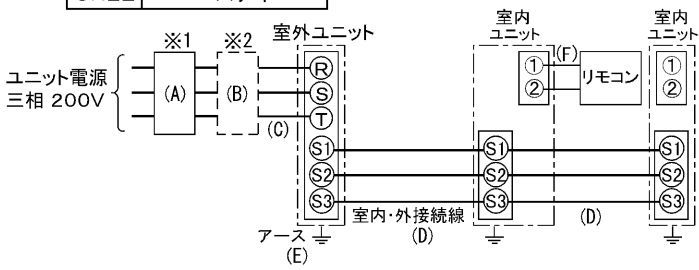 ※1
※2
室外ユニット
室内
ユニット
室内
ユニット
ユニット電源
三相 200V
(A)
(B)
(C)
R
S
T
①
②
(F)
リモコン
①
②
S1
S2
S3
S1
S2
S3
S1
S2
S3
室内・外接続線
(D)
(D)
アース
(E)